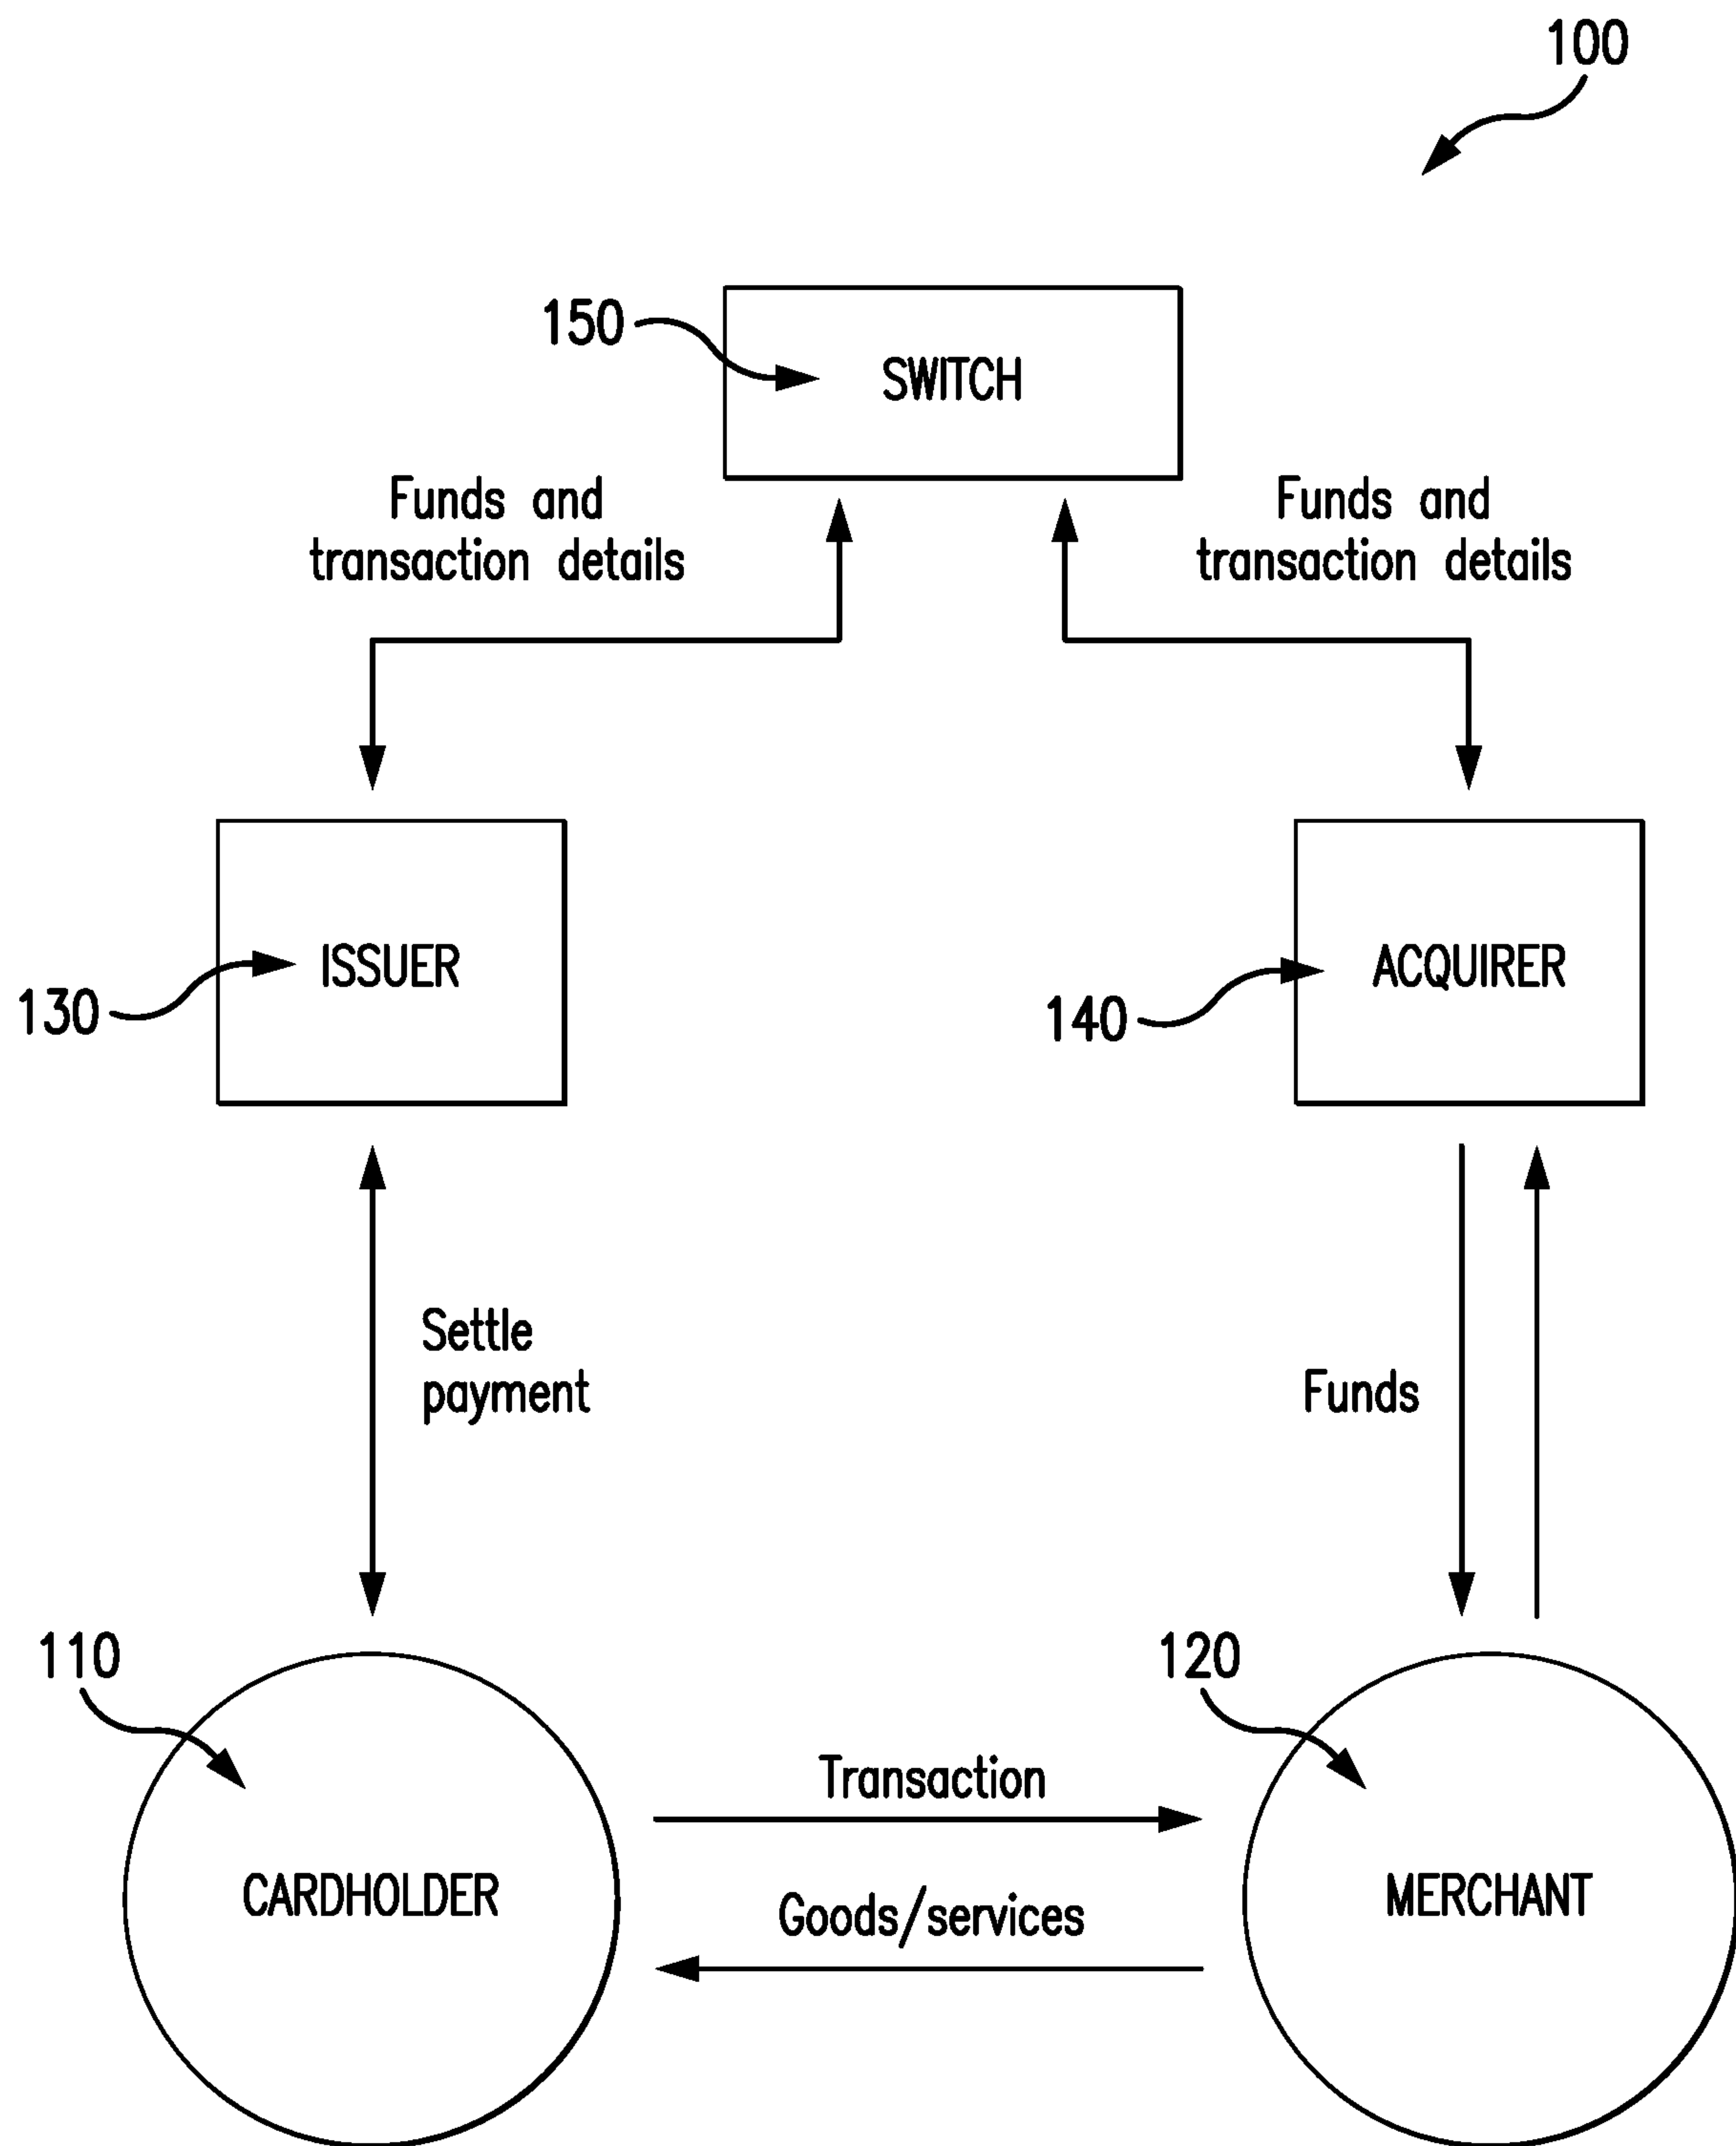 100
150
SWITCH
Funds and
transaction details
Funds and
transaction details
ISSUER
130
ACQUIRER
140
Settle
payment
Funds
110
120
Transaction
CARDHOLDER
Goods/services
MERCHANT